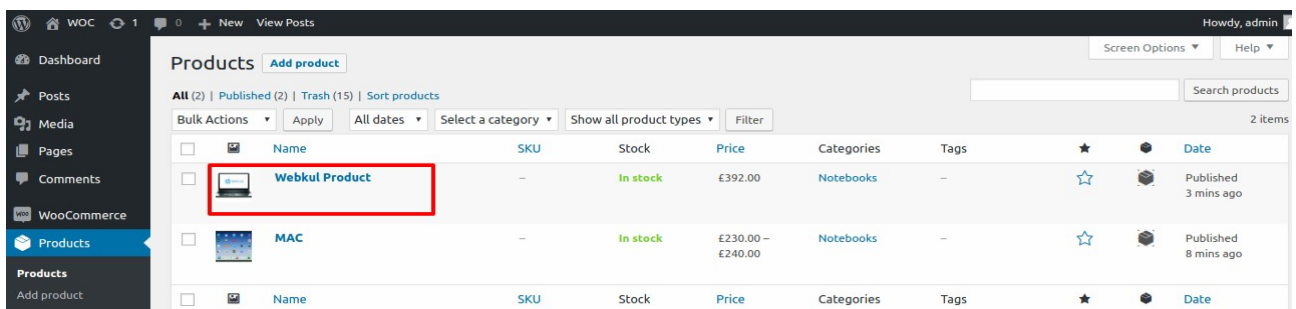 WOC 1 0 + New View Posts Howdy, admin
Screen Options ▼ Help ▼
Dashboard
Posts
Media
Pages
Comments
WooCommerce
Products
Products
Add product
Products Add product
All (2) | Published (2) | Trash (15) | Sort products
Search products
Bulk Actions ▼ Apply All dates ▼ Select a category ▼ Show all product types ▼ Filter 2 items
Name SKU Stock Price Categories Tags Date
Webkul Product – In stock £392.00 Notebooks – Published
3 mins ago
MAC – In stock £230.00 – Notebooks – Published
£240.00 8 mins ago
Name SKU Stock Price Categories Tags Date